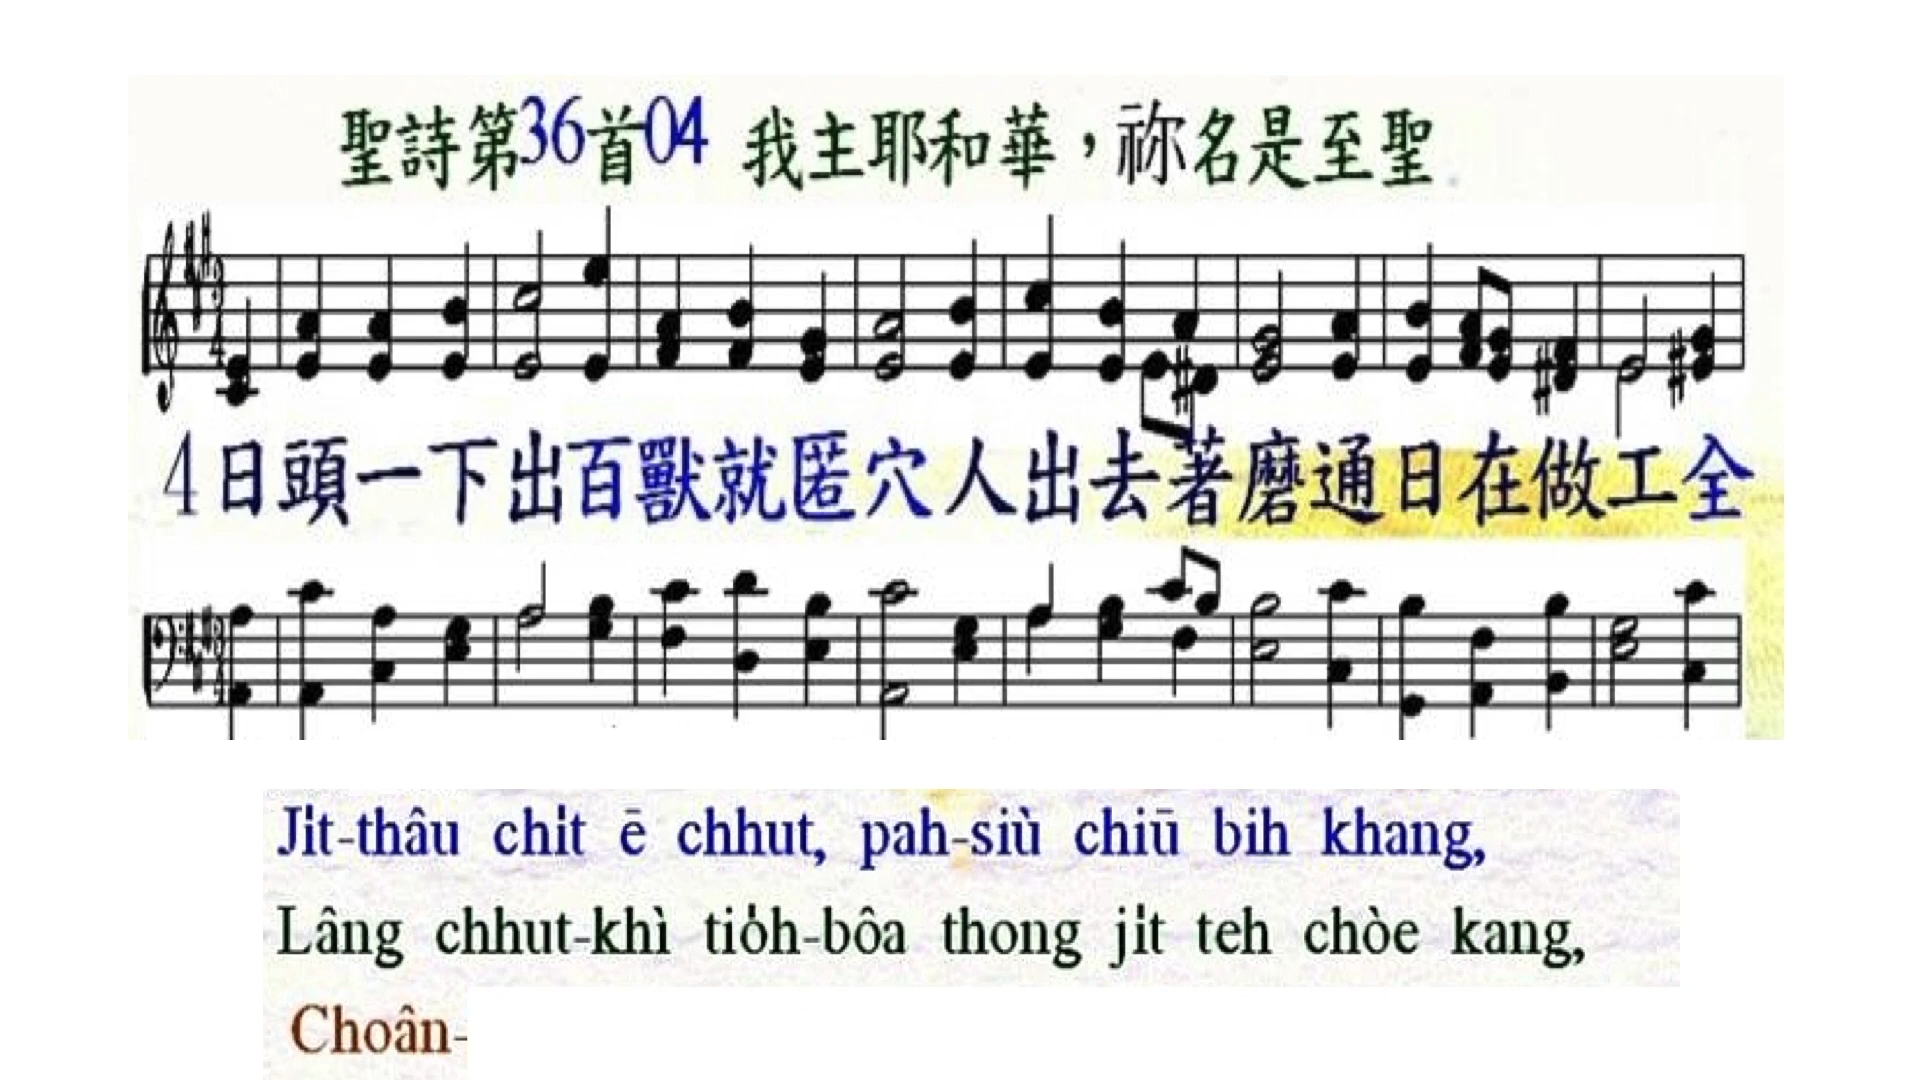 聖詩第36首04 我主耶和華，祢名是至聖
4日頭一下出百獸就匿穴人出去著磨通日在做工全
Ji̍t-thâu chi̍t ē chhut, pah-siù chiū bih khang,
Lâng chhut-khì tio̍h-bôa thong ji̍t teh chòe kang,
Choân-